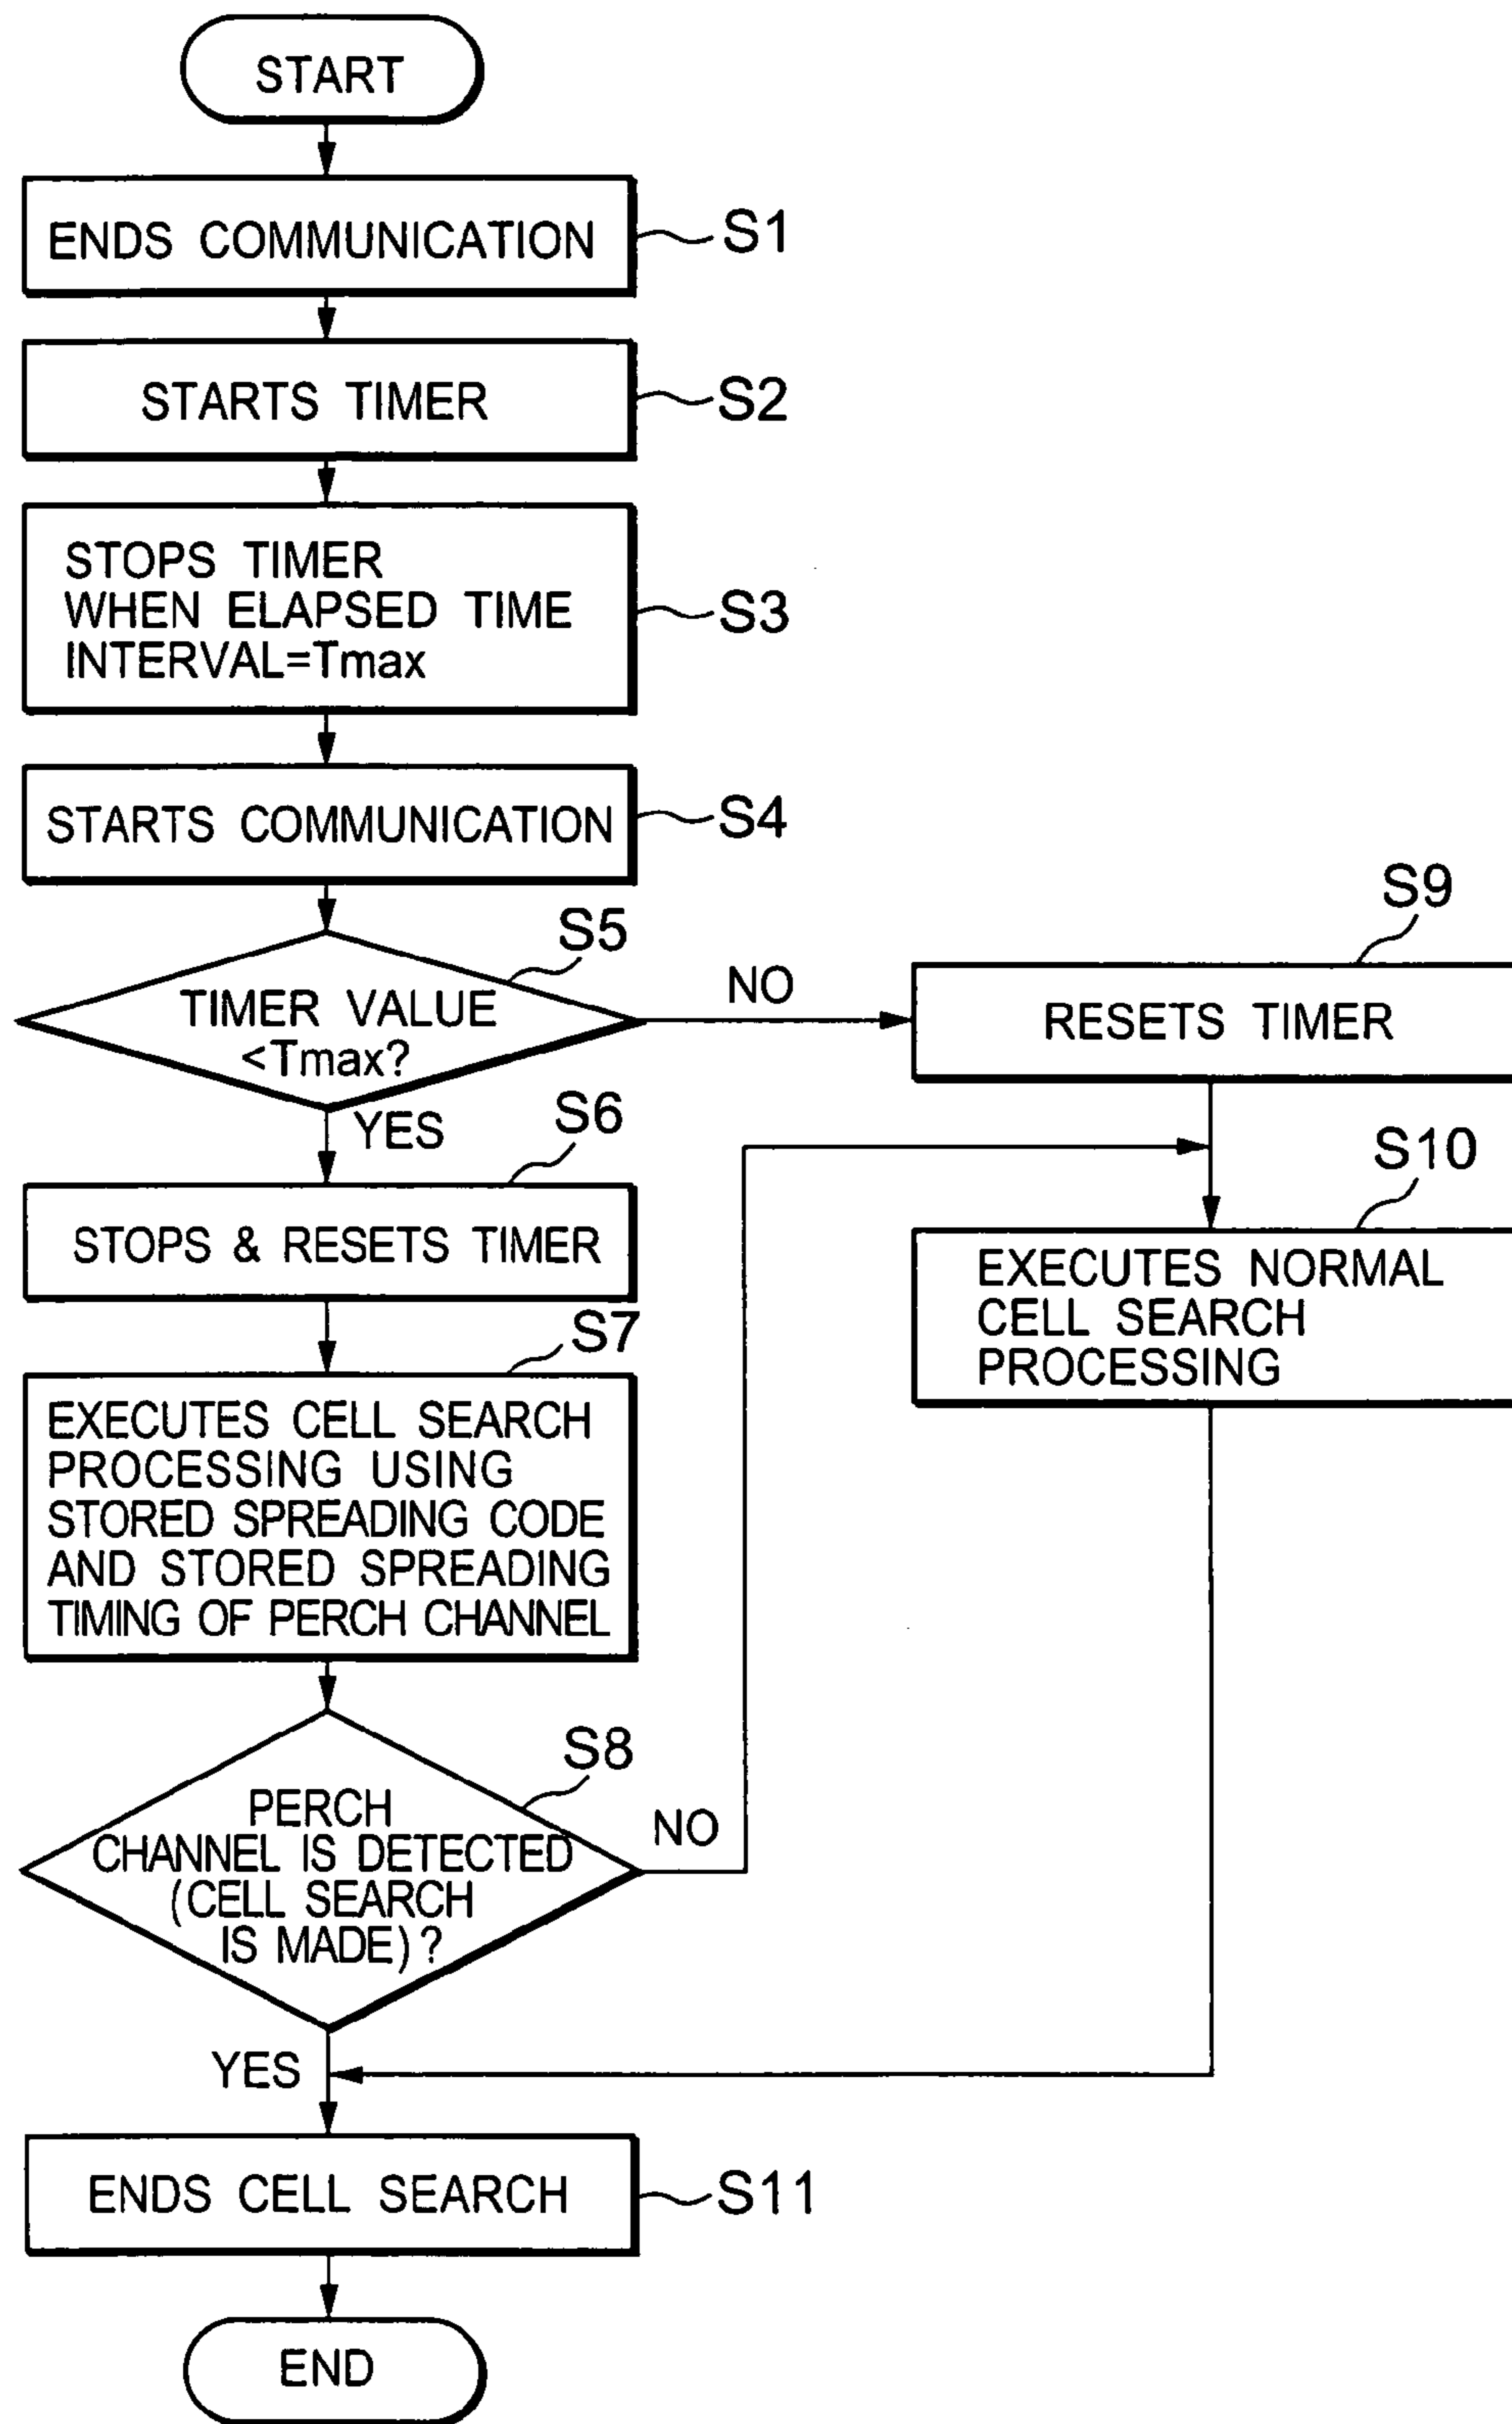 START
ENDS COMMUNICATION
S1
STARTS TIMER
S2
STOPS TIMER
WHEN ELAPSED TIME
INTERVAL=Tmax
S3
STARTS COMMUNICATION
S4
S5
TIMER VALUE
<Tmax?
NO
YES
S9
RESETS TIMER
S6
STOPS & RESETS TIMER
S10
EXECUTES NORMAL
CELL SEARCH
PROCESSING
S7
EXECUTES CELL SEARCH
PROCESSING USING
STORED SPREADING CODE
AND STORED SPREADING
TIMING OF PERCH CHANNEL
S8
PERCH
CHANNEL IS DETECTED
(CELL SEARCH
IS MADE)?
NO
YES
ENDS CELL SEARCH
S11
END